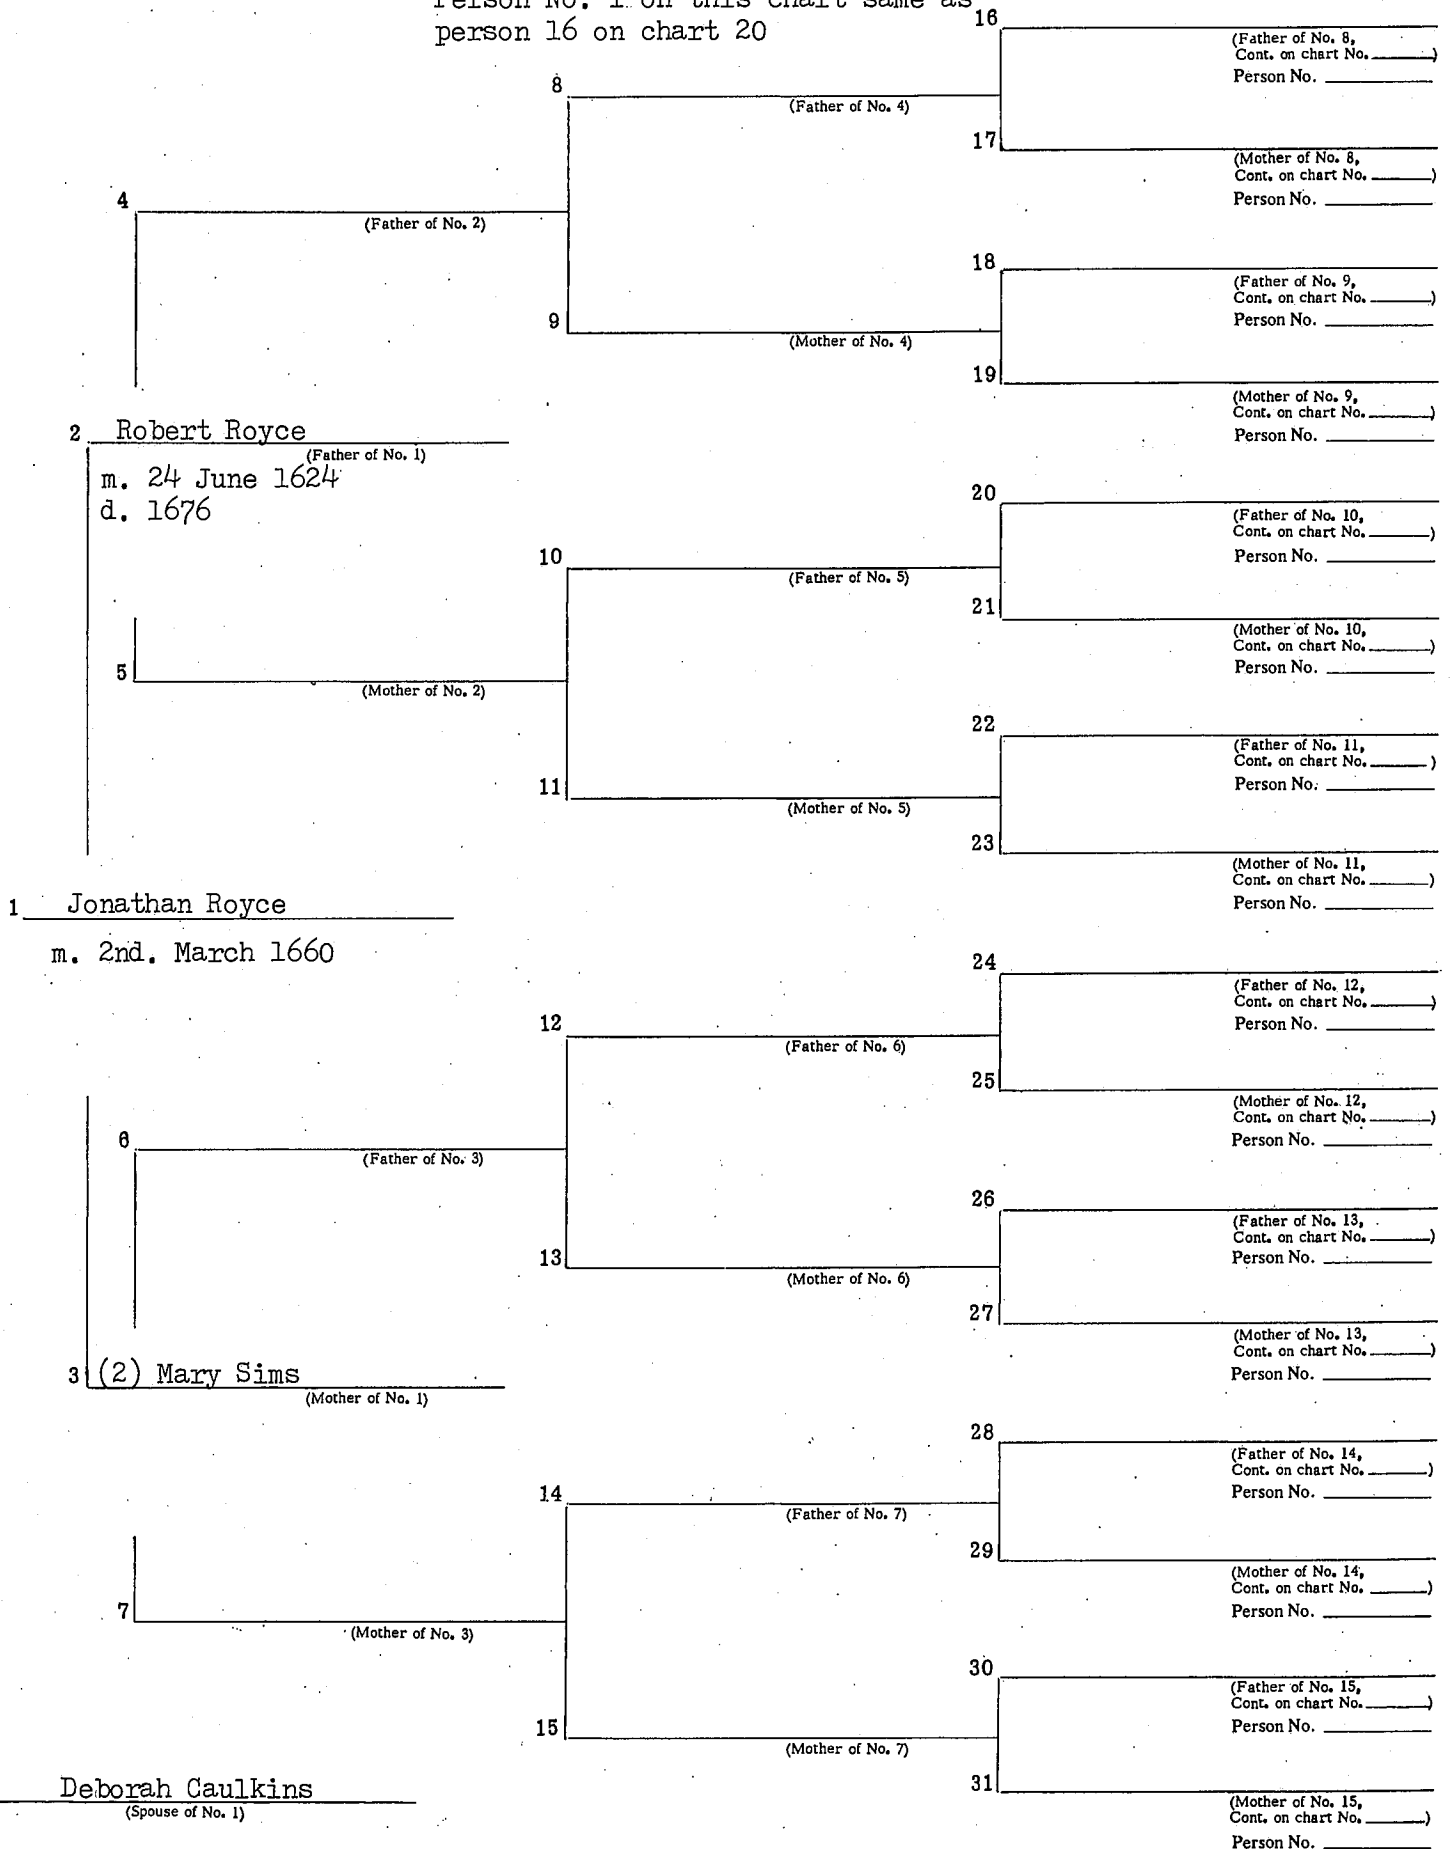 Person No. 1 on this chart same as
person 16 on chart 20
16
(Father of No. 8,
Cont. on chart No. )
Person No.
8
(Father of No. 4)
17
(Mother of No. 8,
Cont. on chart No. )
Person No.
4
(Father of No. 2)
18
(Father of No. 9,
Cont. on chart No. )
Person No.
9
(Mother of No. 4)
19
(Mother of No. 9,
Cont. on chart No. )
Person No.
2 Robert Royce
(Father of No. 1)
m. 24 June 1624
d. 1676
20
(Father of No. 10,
Cont. on chart No. )
Person No.
10
(Father of No. 5)
21
(Mother of No. 10,
Cont. on chart No. )
Person No.
5
(Mother of No. 2)
22
(Father of No. 11,
Cont. on chart No. )
Person No.
11
(Mother of No. 5)
23
(Mother of No. 11,
Cont. on chart No. )
Person No.
1 Jonathan Royce
m. 2nd. March 1660
24
(Father of No. 12,
Cont. on chart No. )
Person No.
12
(Father of No. 6)
25
(Mother of No. 12,
Cont. on chart No. )
Person No.
6
(Father of No. 3)
26
(Father of No. 13,
Cont. on chart No. )
Person No.
13
(Mother of No. 6)
27
(Mother of No. 13,
Cont. on chart No. )
Person No.
3 (2) Mary Sims
(Mother of No. 1)
28
(Father of No. 14,
Cont. on chart No. )
Person No.
14
(Father of No. 7)
29
(Mother of No. 14,
Cont. on chart No. )
Person No.
7
(Mother of No. 3)
30
(Father of No. 15,
Cont. on chart No. )
Person No.
15
(Mother of No. 7)
31
(Mother of No. 15,
Cont. on chart No. )
Person No.
Deborah Caulkins
(Spouse of No. 1)